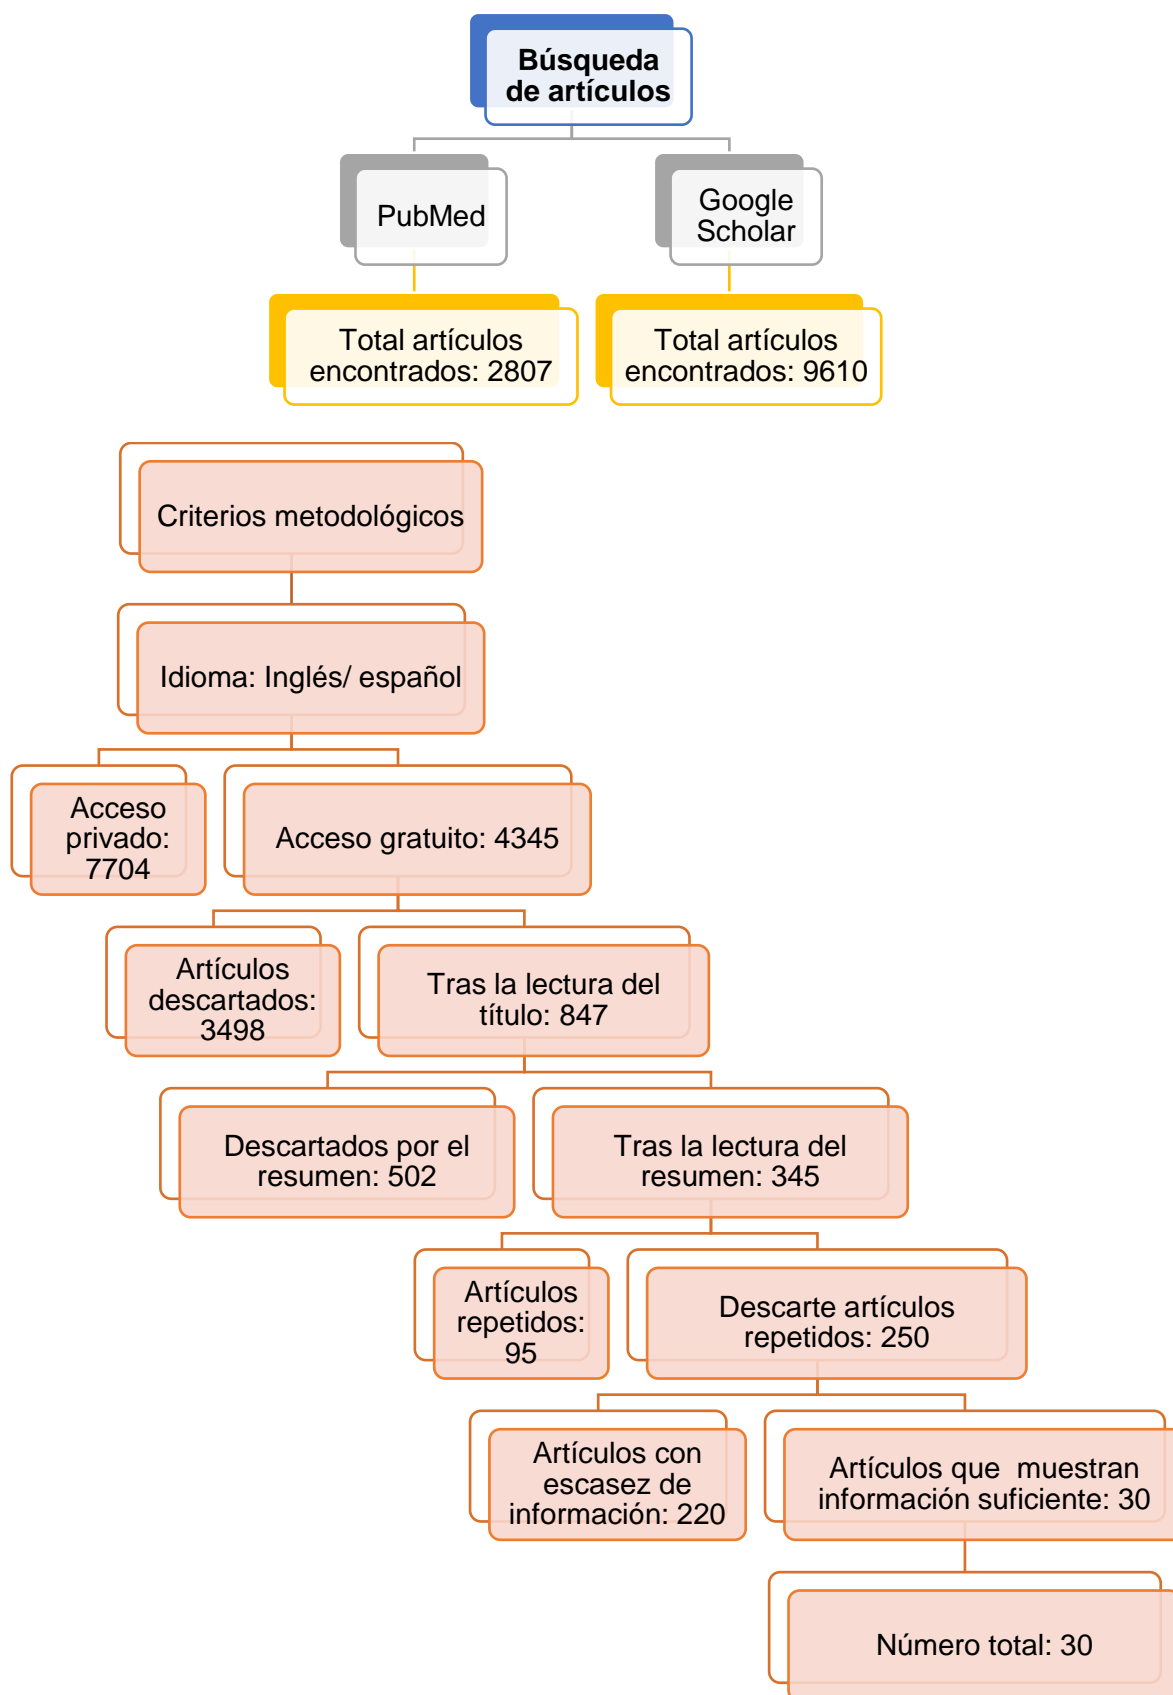 Búsqueda
de artículos
PubMed
Google
Scholar
Total artículos
encontrados: 2807
Total artículos
encontrados: 9610
Criterios metodológicos
Idioma: Inglés/ español
Acceso
privado:
7704
Acceso gratuito: 4345
Artículos
descartados:
3498
Tras la lectura del
título: 847
Descartados por el
resumen: 502
Tras la lectura del
resumen: 345
Artículos
repetidos:
95
Descarte artículos
repetidos: 250
Artículos con
escasez de
información: 220
Artículos que  muestran
información suficiente: 30
Número total: 30